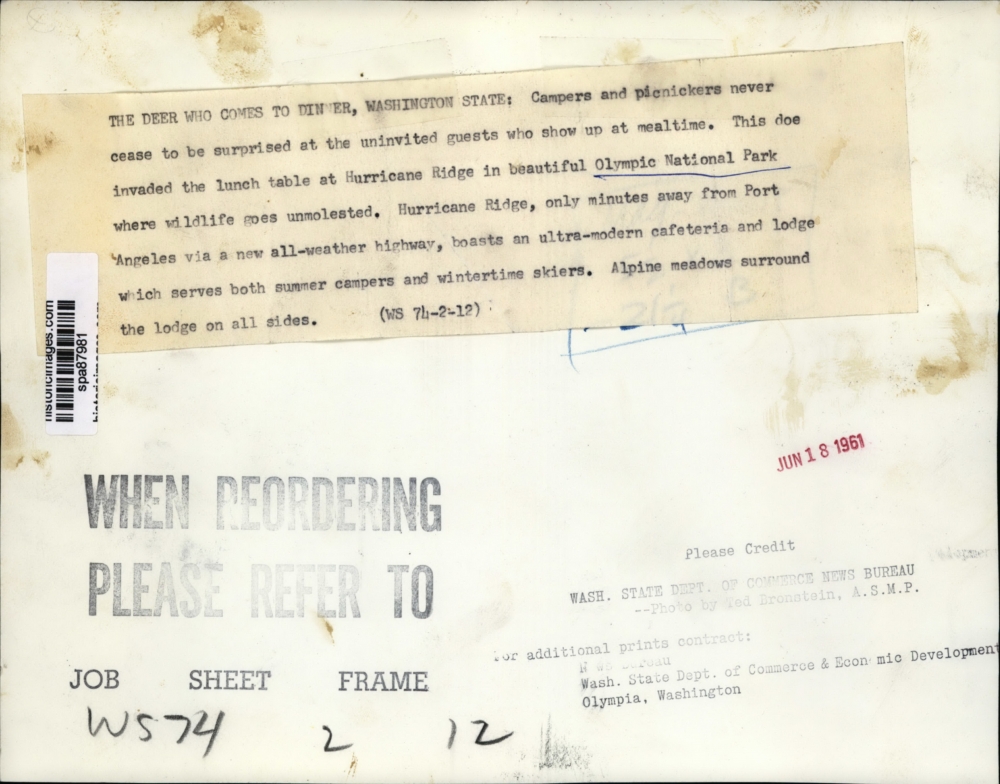 THE DEER WHO COMES TO DINNER, WASHINGTON STATE: Campers and picnickers never
cease to be surprised at the uninvited guests who show up at mealtime. This doe
invaded the lunch table at Hurricane Ridge in beautiful Olympic National Park
where wildlife goes unmolested. Hurricane Ridge, only minutes away from Port
Angeles via a new all-weather highway, boasts an ultra-modern cafeteria and lodge
which serves both summer campers and wintertime skiers. Alpine meadows surround
the lodge on all sides. (WS 74-2-12)
historicimages.com
spa87981
JUN 18 1961
WHEN REORDERING
PLEASE REFER TO
JOB SHEET FRAME
WS74 2 12
Please Credit
WASH. STATE DEPT. OF COMMERCE NEWS BUREAU
--Photo by Ted Bronstein, A.S.M.P.
For additional prints contract:
News Bureau
Wash. State Dept. of Commerce & Economic Development
Olympia, Washington